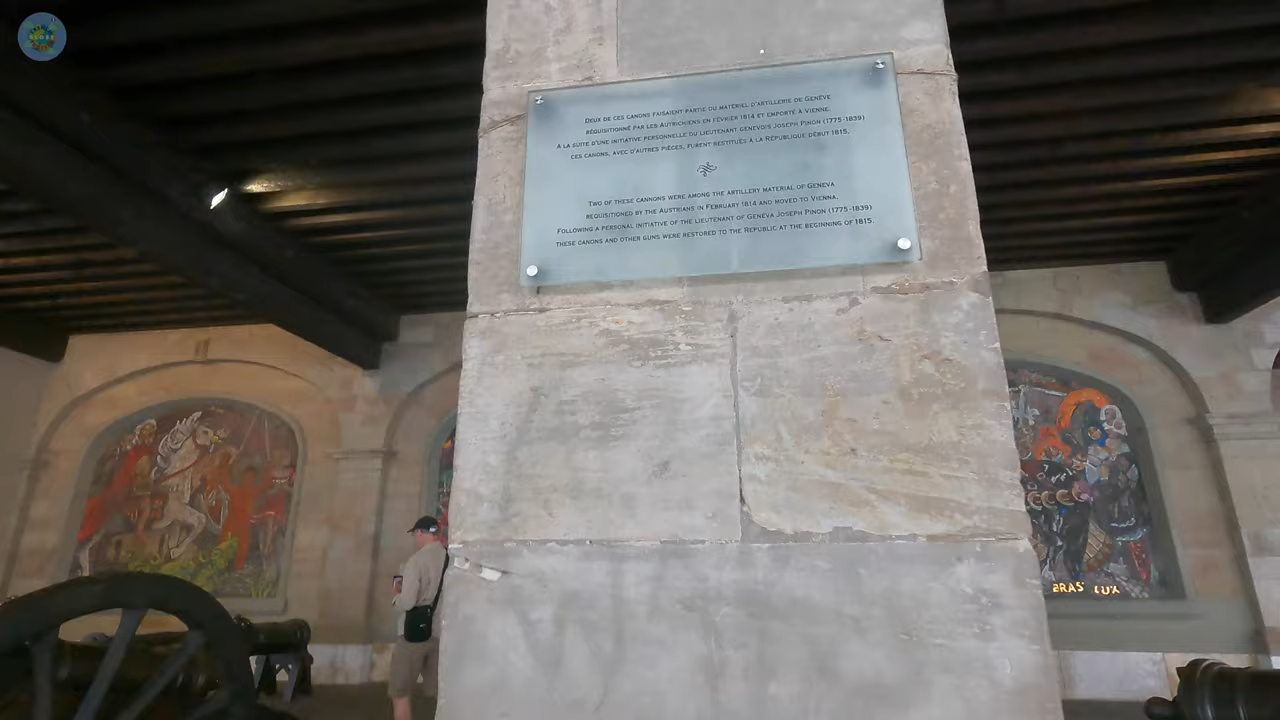 Deux de ces canons faisaient partie du matériel d'artillerie de Genève
réquisitionné par les Autrichiens en février 1814 et emporté à Vienne.
A la suite d'une initiative personnelle du lieutenant genevois Joseph Pinon (1775-1839)
ces canons, avec d'autres pièces, furent restitués à la République début 1815.
Two of these cannons were among the artillery material of Geneva
requisitioned by the Austrians in February 1814 and moved to Vienna.
Following a personal initiative of the lieutenant of Geneva Joseph Pinon (1775-1839)
these canons and other guns were restored to the Republic at the beginning of 1815.
BRAS LUX